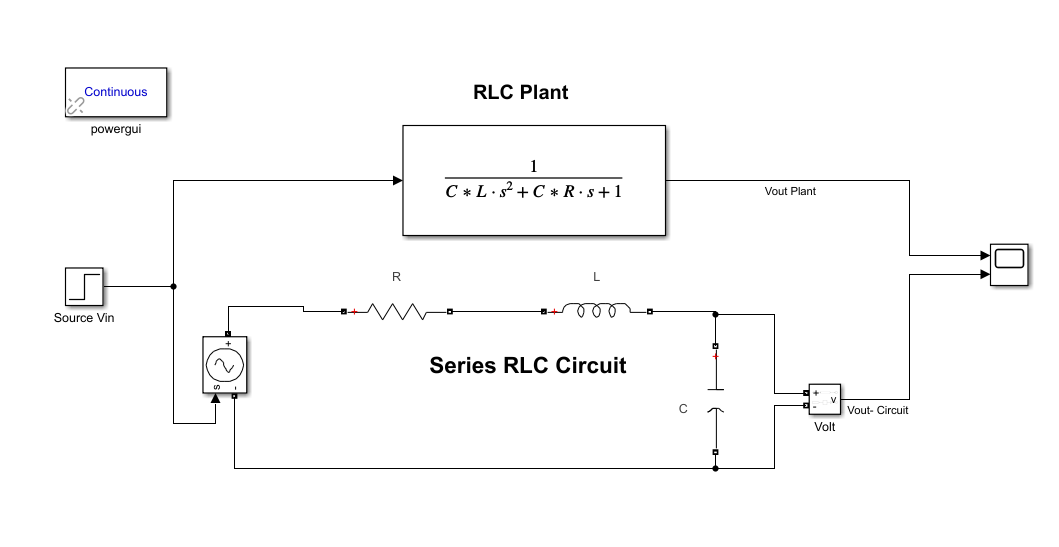 RLC Plant
Continuous
powergui
1
C ∗ L · s² + C ∗ R · s + 1
Vout Plant
R
L
Source Vin
+
s
-
Series RLC Circuit
C
+
-
v
Vout- Circuit
Volt